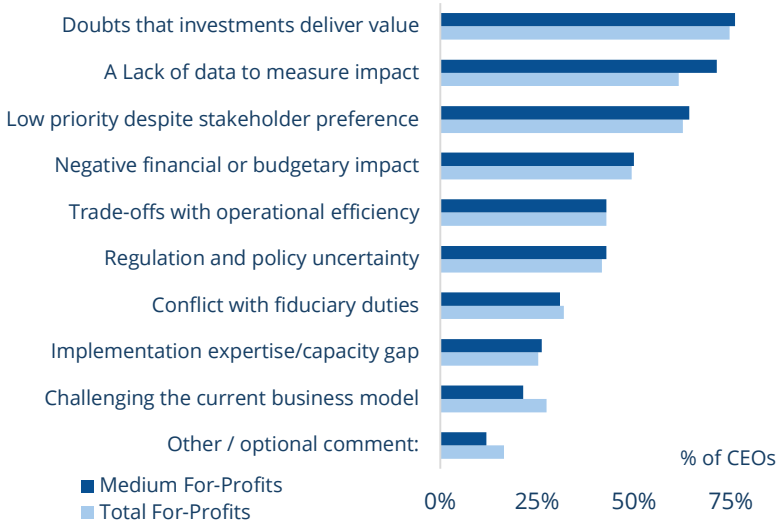 Doubts that investments deliver value
A Lack of data to measure impact
Low priority despite stakeholder preference
Negative financial or budgetary impact
Trade-offs with operational efficiency
Regulation and policy uncertainty
Conflict with fiduciary duties
Implementation expertise/capacity gap
Challenging the current business model
Other / optional comment:
% of CEOs
Medium For-Profits
Total For-Profits
0% 25% 50% 75%